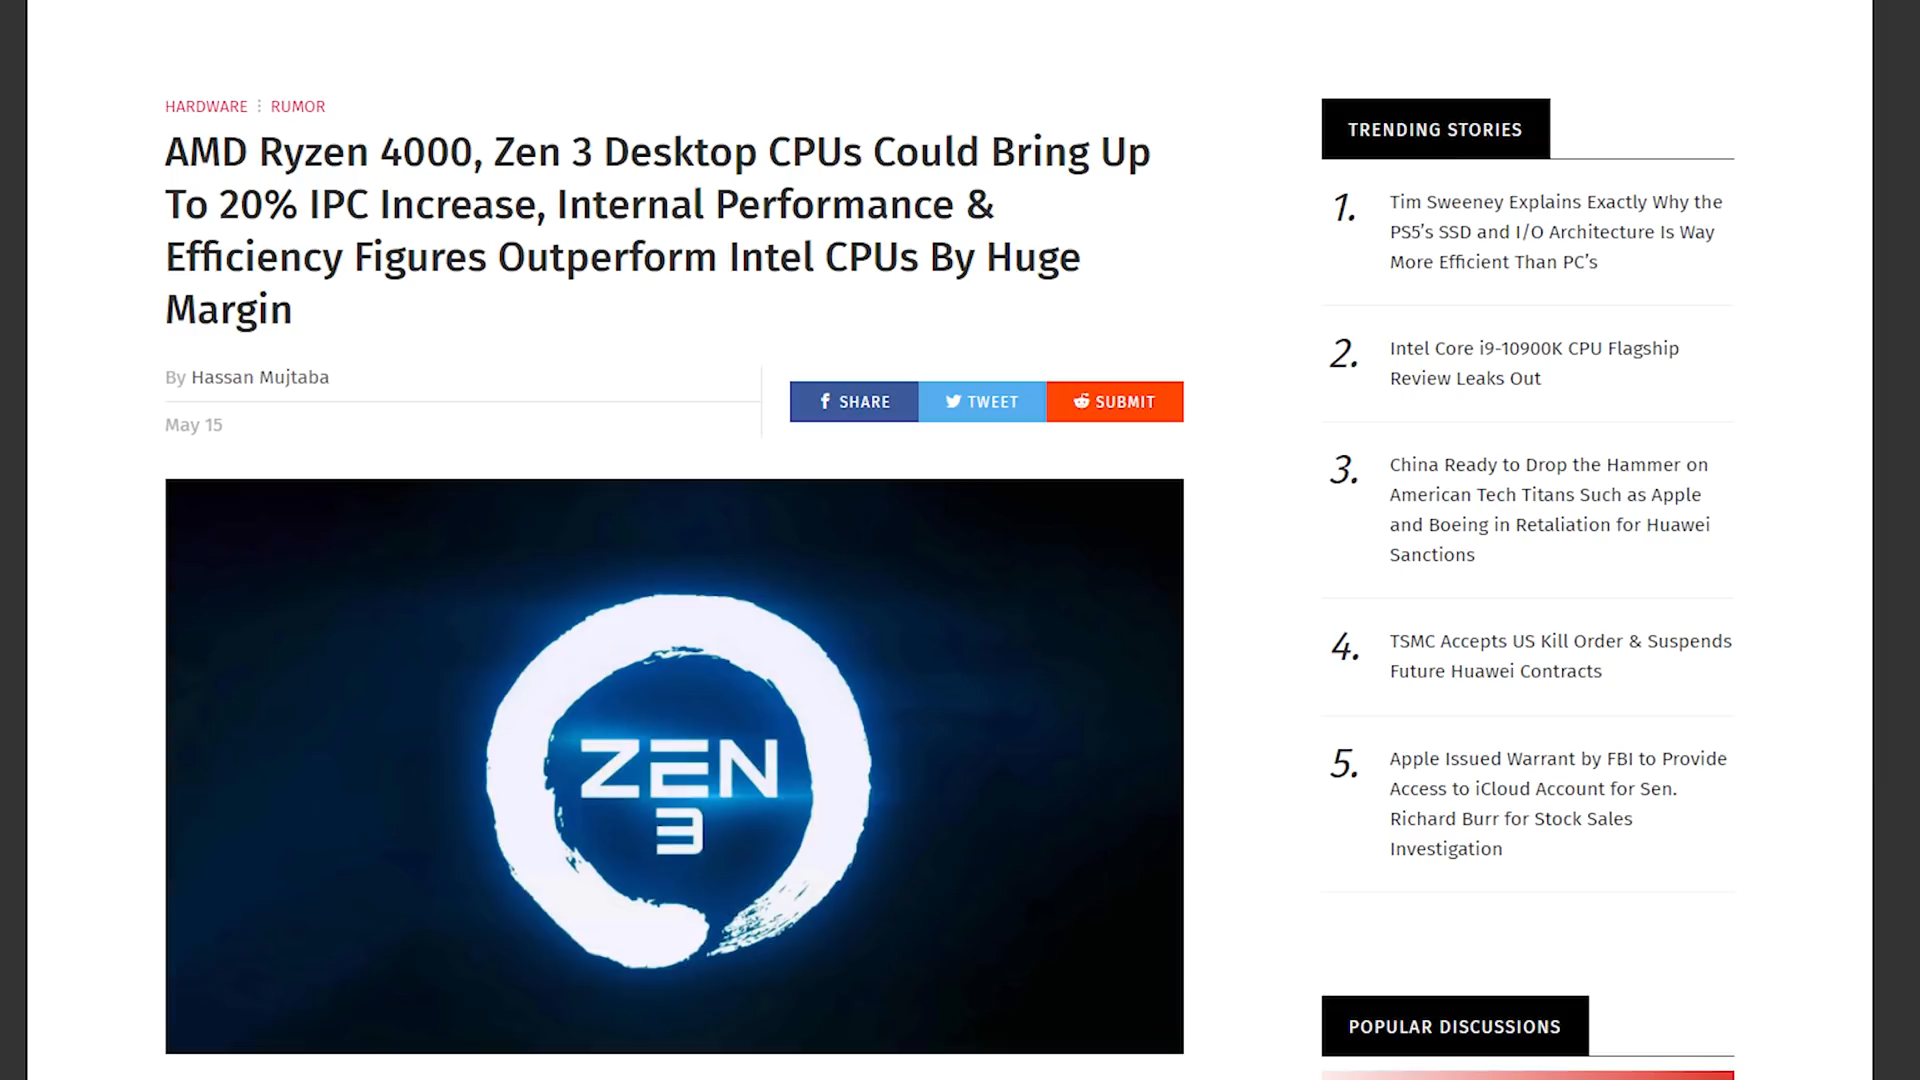 HARDWARE ⋮ RUMOR
AMD Ryzen 4000, Zen 3 Desktop CPUs Could Bring Up
To 20% IPC Increase, Internal Performance &
Efficiency Figures Outperform Intel CPUs By Huge
Margin
By Hassan Mujtaba
May 15
SHARE
TWEET
SUBMIT
ZEN
3
TRENDING STORIES
1. Tim Sweeney Explains Exactly Why the
PS5’s SSD and I/O Architecture Is Way
More Efficient Than PC’s
2. Intel Core i9-10900K CPU Flagship
Review Leaks Out
3. China Ready to Drop the Hammer on
American Tech Titans Such as Apple
and Boeing in Retaliation for Huawei
Sanctions
4. TSMC Accepts US Kill Order & Suspends
Future Huawei Contracts
5. Apple Issued Warrant by FBI to Provide
Access to iCloud Account for Sen.
Richard Burr for Stock Sales
Investigation
POPULAR DISCUSSIONS